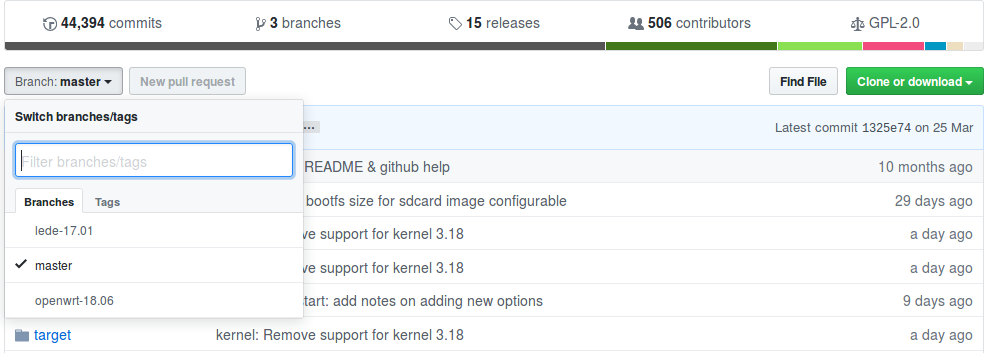 44,394 commits 3 branches 15 releases 506 contributors GPL-2.0
Branch: master New pull request Find File Clone or download
Switch branches/tags
... Latest commit 1325e74 on 25 Mar
Filter branches/tags
README & github help 10 months ago
Branches Tags
bootfs size for sdcard image configurable 29 days ago
lede-17.01
ve support for kernel 3.18 a day ago
master
ve support for kernel 3.18 a day ago
openwrt-18.06
tart: add notes on adding new options 9 days ago
target kernel: Remove support for kernel 3.18 a day ago